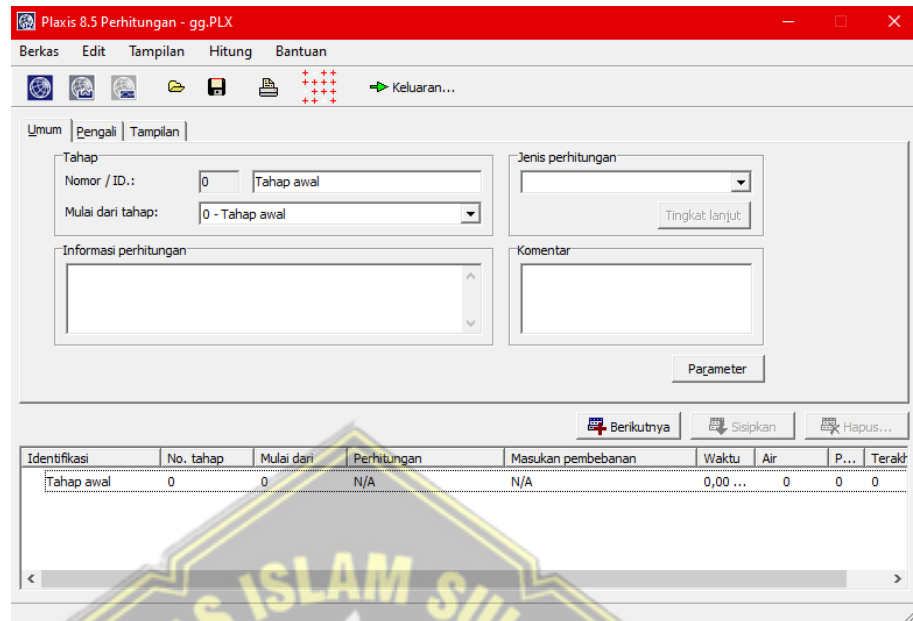 Plaxis 8.5 Perhitungan - gg.PLX
Berkas Edit Tampilan Hitung Bantuan
Keluaran...
Umum Pengali Tampilan
Tahap
Nomor / ID.: 0 Tahap awal
Mulai dari tahap: 0 - Tahap awal
Jenis perhitungan
Tingkat lanjut
Informasi perhitungan
Komentar
Parameter
Berikutnya Sisipkan Hapus...
Identifikasi No. tahap Mulai dari Perhitungan Masukan pembebanan Waktu Air P... Terakh
Tahap awal 0 0 N/A N/A 0,00 ... 0 0 0
ISLAM